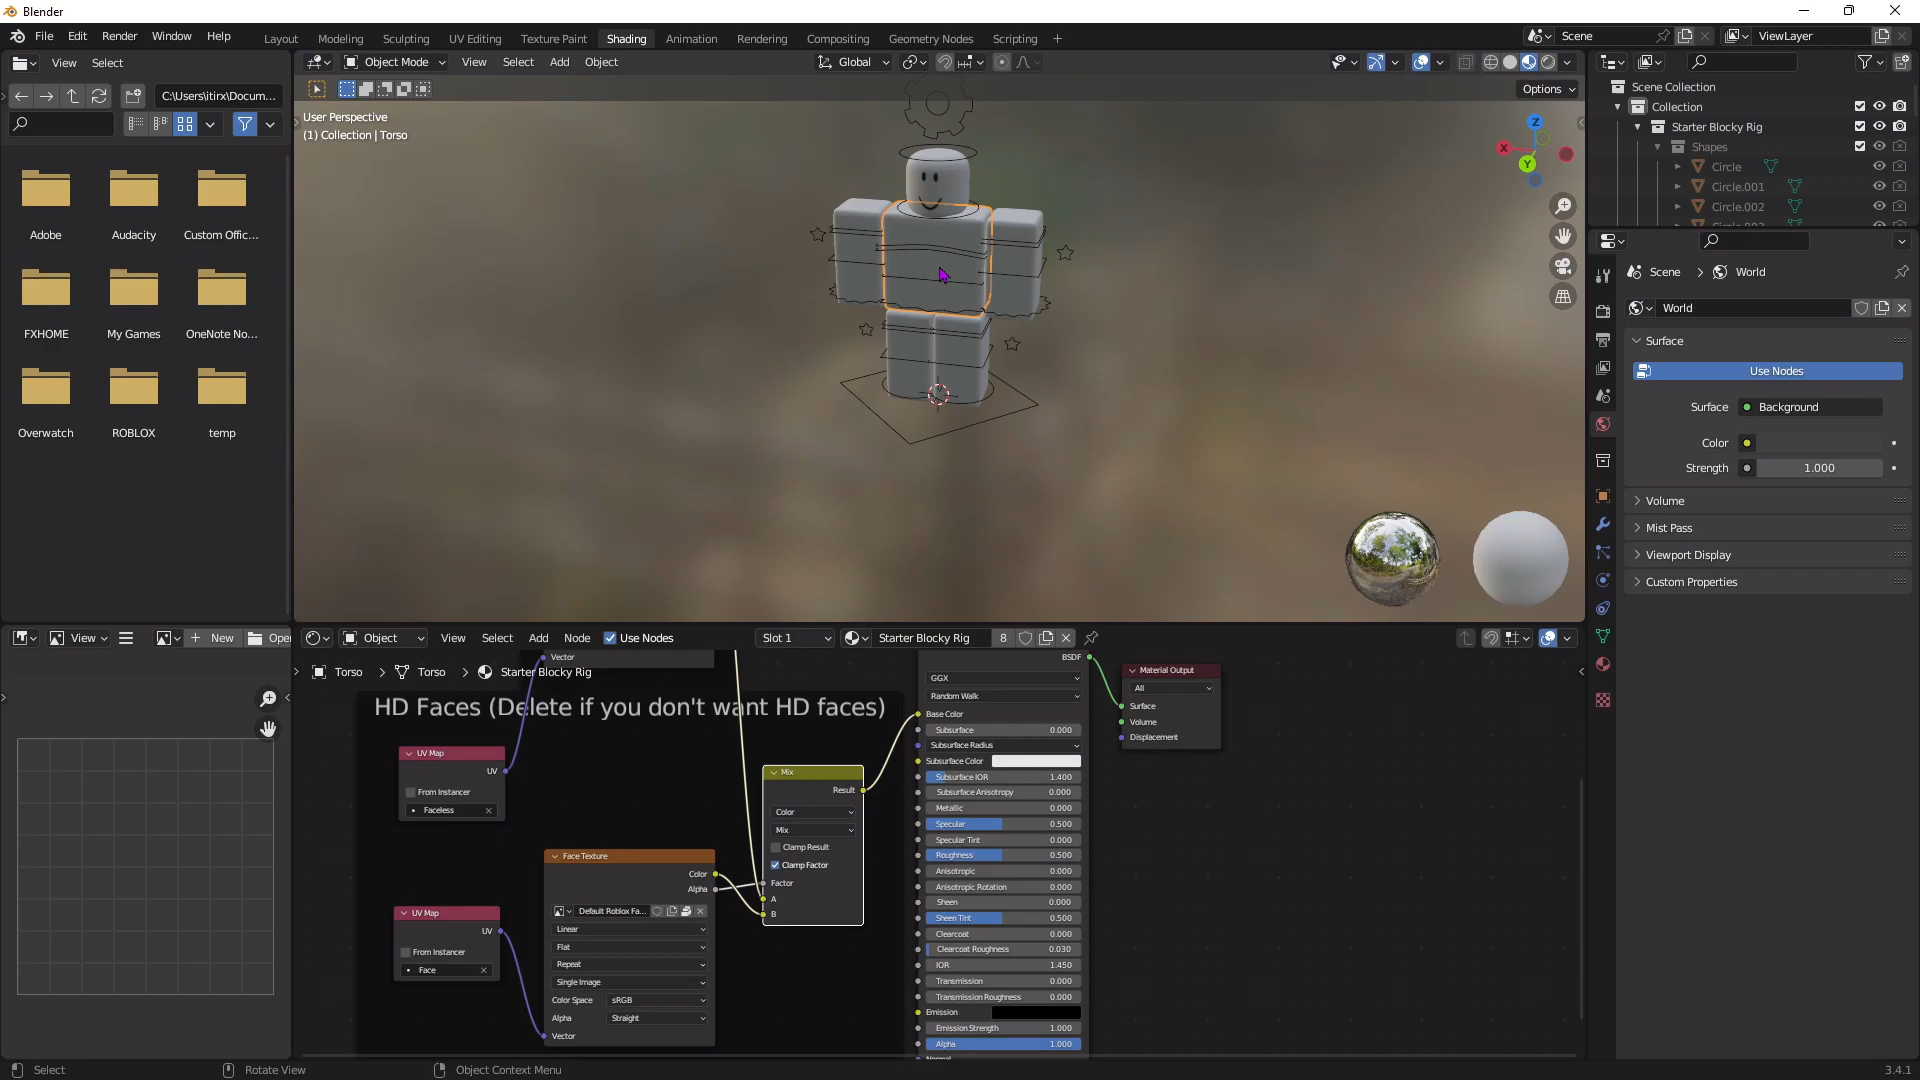 Blender
File Edit Render Window Help
Layout Modeling Sculpting UV Editing Texture Paint Shading Animation Rendering Compositing Geometry Nodes Scripting +
Scene
ViewLayer
View Select
C:\Users\itirx\Docum...
Adobe
Audacity
Custom Offic...
FXHOME
My Games
OneNote No...
Overwatch
ROBLOX
temp
Object Mode View Select Add Object
Global
Options
User Perspective
(1) Collection | Torso
Z
X
Y
Scene Collection
Collection
Starter Blocky Rig
Shapes
Circle
Circle.001
Circle.002
Scene > World
World
Surface
Use Nodes
Surface Background
Color
Strength 1.000
Volume
Mist Pass
Viewport Display
Custom Properties
View
+ New
Open
Object View Select Add Node Use Nodes
Slot 1
Starter Blocky Rig 8
Vector
Torso > Torso > Starter Blocky Rig
HD Faces (Delete if you don't want HD faces)
UV Map
UV
From Instancer
Faceless
UV Map
UV
From Instancer
Face
Face Texture
Color
Alpha
Default Roblox Fa...
Linear
Flat
Repeat
Single Image
Color Space sRGB
Alpha Straight
Vector
Mix
Result
Color
Mix
Clamp Result
Clamp Factor
Factor
A
B
BSDF
GGX
Random Walk
Base Color
Subsurface 0.000
Subsurface Radius
Subsurface Color
Subsurface IOR 1.400
Subsurface Anisotropy 0.000
Metallic 0.000
Specular 0.500
Specular Tint 0.000
Roughness 0.500
Anisotropic 0.000
Anisotropic Rotation 0.000
Sheen 0.000
Sheen Tint 0.500
Clearcoat 0.000
Clearcoat Roughness 0.030
IOR 1.450
Transmission 0.000
Transmission Roughness 0.000
Emission
Emission Strength 1.000
Alpha 1.000
Material Output
All
Surface
Volume
Displacement
Select
Rotate View
Object Context Menu
3.4.1